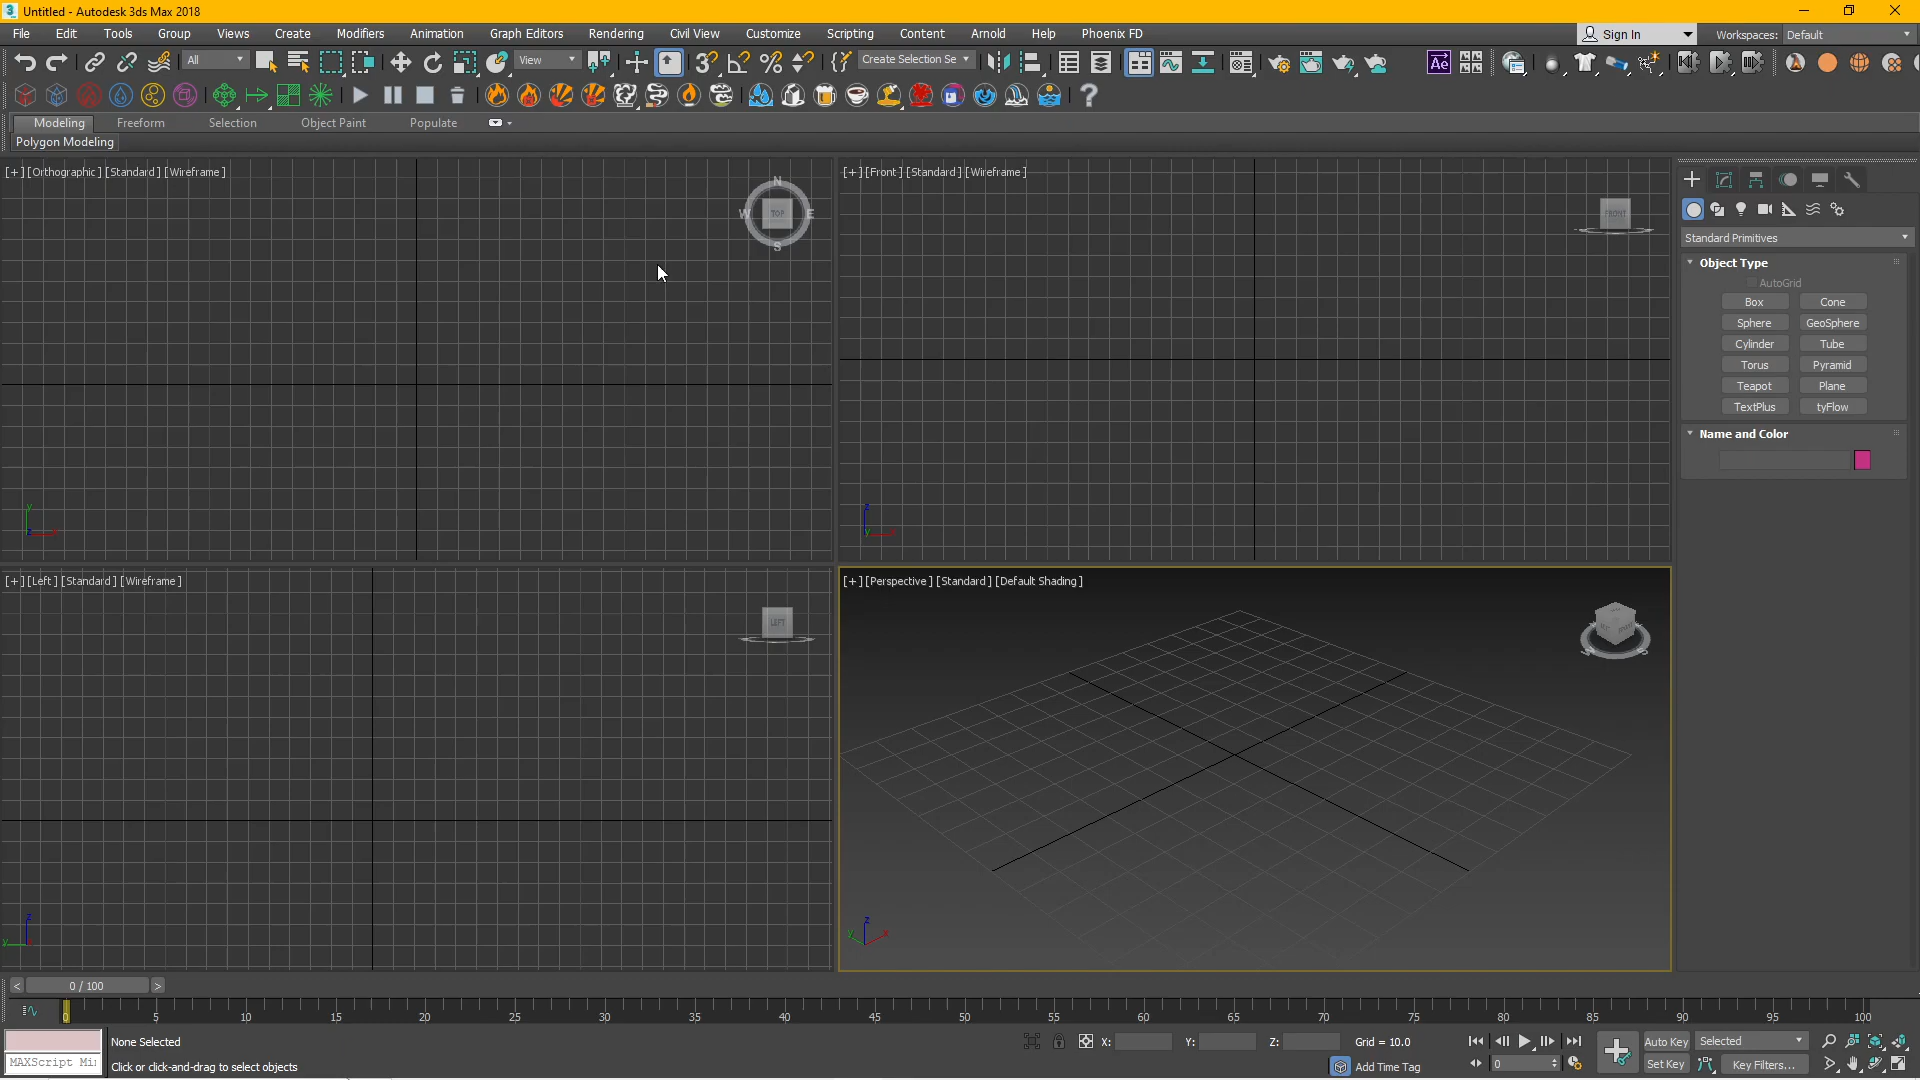 3 Untitled - Autodesk 3ds Max 2018
File Edit Tools Group Views Create Modifiers Animation Graph Editors Rendering Civil View Customize Scripting Content Arnold Help Phoenix FD Sign In Workspaces: Default
All View Create Selection Se Ae
Modeling Freeform Selection Object Paint Populate
Polygon Modeling
[+] [Orthographic] [Standard] [Wireframe]
N
W TOP E
S
y
z x
[+] [Front] [Standard] [Wireframe]
FRONT
z
y x
[+] [Left] [Standard] [Wireframe]
LEFT
z
y
[+] [Perspective] [Standard] [Default Shading]
z
y x
Standard Primitives
Object Type
AutoGrid
Box Cone
Sphere GeoSphere
Cylinder Tube
Torus Pyramid
Teapot Plane
TextPlus tyFlow
Name and Color
< 0 / 100 >
0 5 10 15 20 25 30 35 40 45 50 55 60 65 70 75 80 85 90 95 100
None Selected X: Y: Z: Grid = 10.0 Auto Key Selected
MAXScript Mi Click or click-and-drag to select objects Add Time Tag 0 Set Key Key Filters...